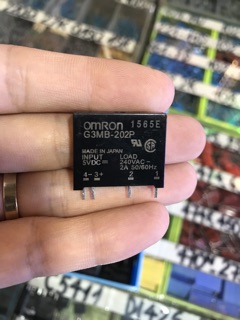 omRon 1565E
G3MB-202P
MADE IN JAPAN
INPUT LOAD
5VDC 240VAC~
2A 50/60Hz
4- 3+ 2 1